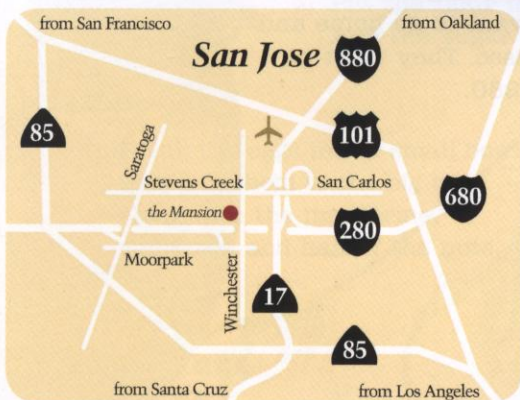 from San Francisco
from Oakland
San Jose
880
85
101
Saratoga
Stevens Creek
San Carlos
680
the Mansion
280
Moorpark
Winchester
17
85
from Santa Cruz
from Los Angeles